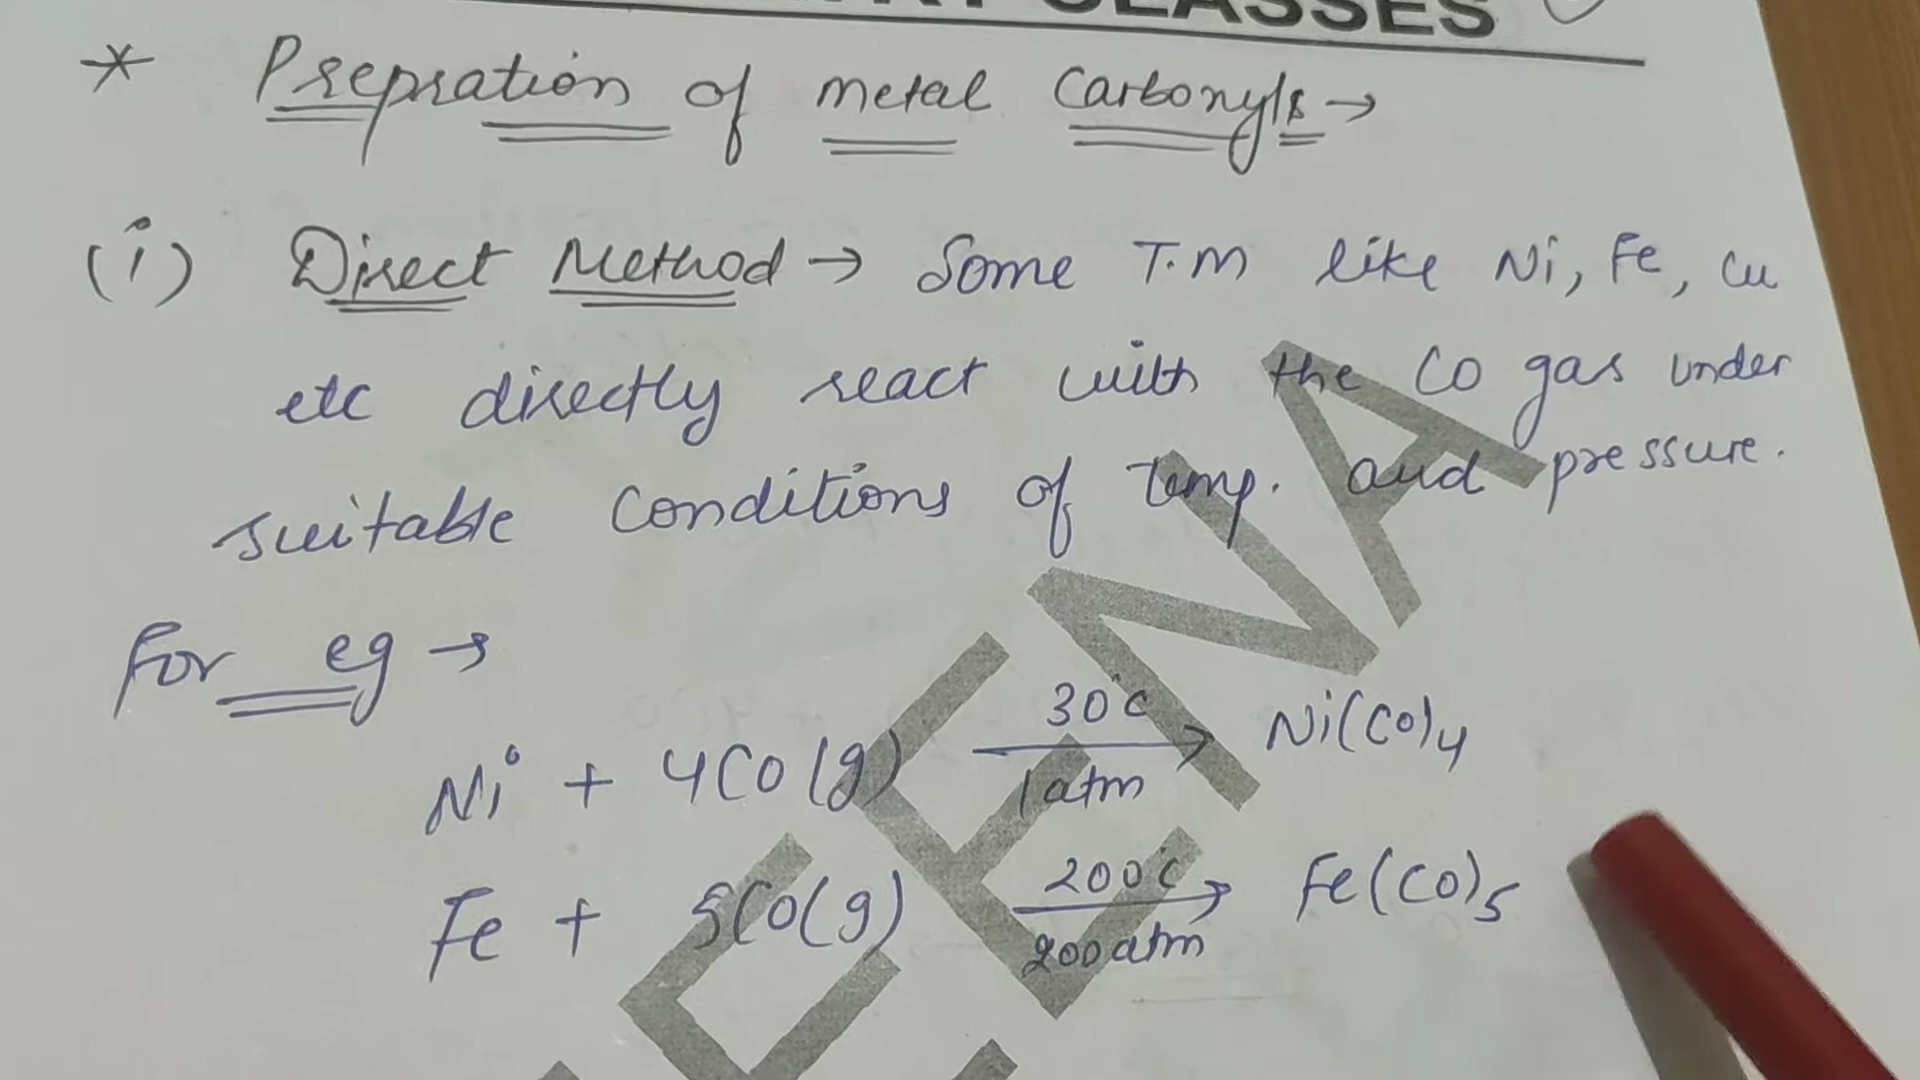 CLASSES
* Prepration of metal Carbonyls →
(i) Direct Method → Some T.M like Ni, Fe, Cu
etc directly react with the CO gas under
suitable conditions of temp. and pressure.
For eg →
Ni + 4CO(g) 30°C 1atm → Ni(CO)4
Fe + 5CO(g) 200°C 200atm → Fe(CO)5
EENA